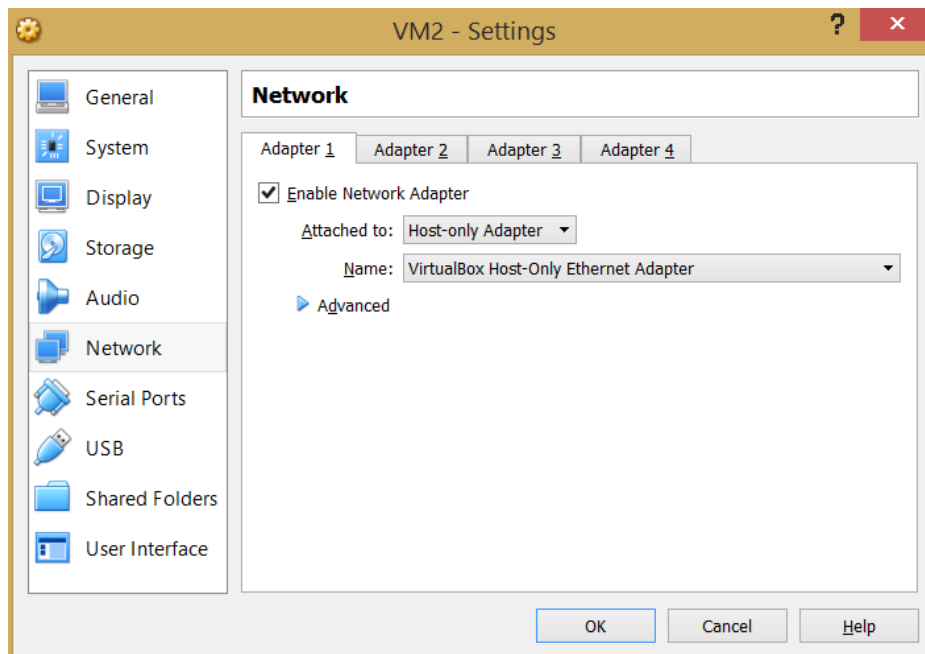 VM2 - Settings
?
x
General
System
Display
Storage
Audio
Network
Serial Ports
USB
Shared Folders
User Interface
Network
Adapter 1 Adapter 2 Adapter 3 Adapter 4
Enable Network Adapter
Attached to: Host-only Adapter
Name: VirtualBox Host-Only Ethernet Adapter
Advanced
OK Cancel Help